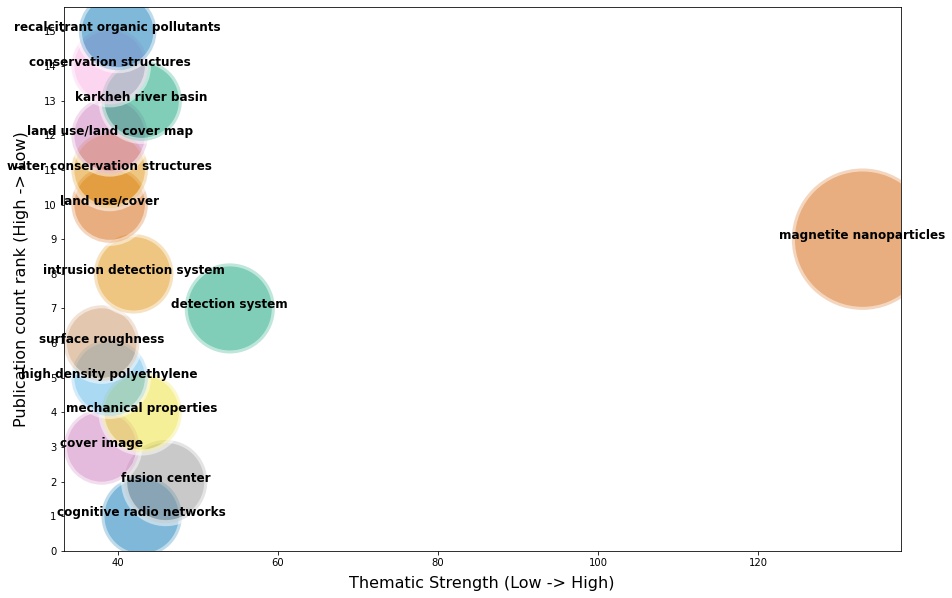 recalcitrant organic pollutants
15
conservation structures
14
karkheh river basin
13
land use/land cover map
12
water conservation structures
11
land use/cover
10
magnetite nanoparticles
9
intrusion detection system
8
detection system
7
surface roughness
6
high density polyethylene
5
mechanical properties
4
cover image
3
fusion center
2
cognitive radio networks
1
0
Publication count rank (High -> Low)
40 60 80 100 120
Thematic Strength (Low -> High)